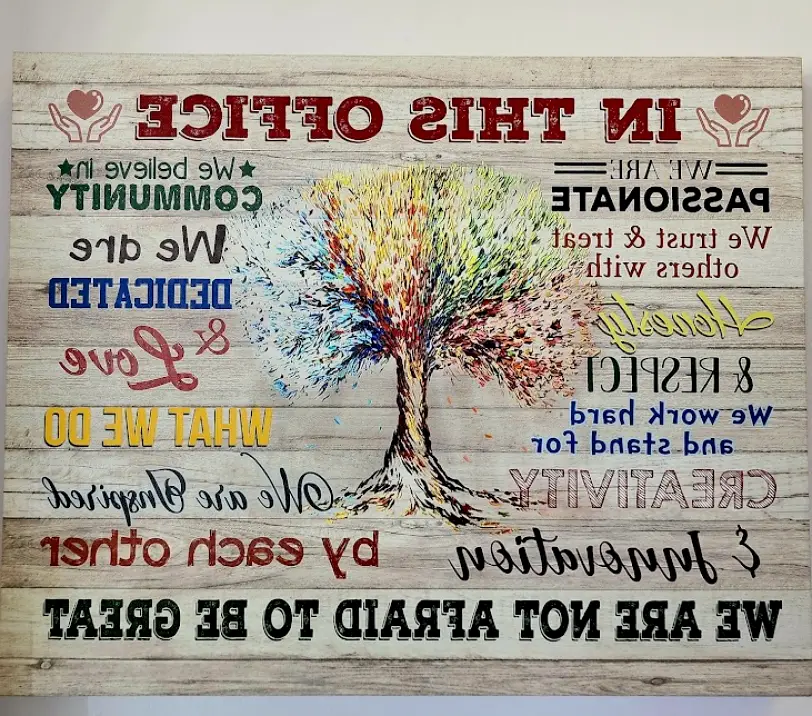 IN THIS OFFICE
WE ARE
PASSIONATE
We trust & treat
others with
Honesty
& RESPECT
We work hard
and stand for
CREATIVITY
& Innovation
We believe in
COMMUNITY
We are
DEDICATED
& Love
WHAT WE DO
We are Inspired
by each other
WE ARE NOT AFRAID TO BE GREAT